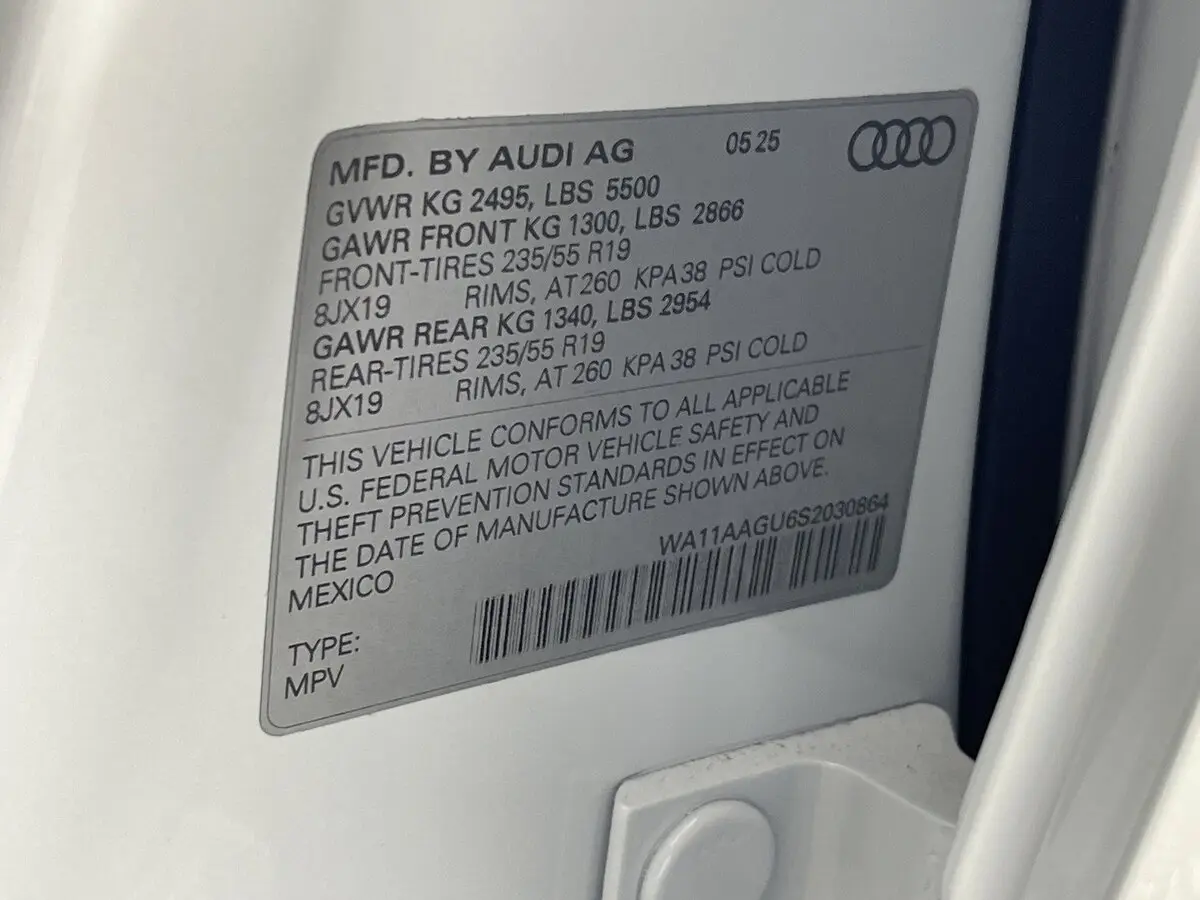 MFD. BY AUDI AG 05 25
GVWR KG 2495, LBS 5500
GAWR FRONT KG 1300, LBS 2866
FRONT-TIRES 235/55 R19
8JX19 RIMS, AT 260 KPA 38 PSI COLD
GAWR REAR KG 1340, LBS 2954
REAR-TIRES 235/55 R19
8JX19 RIMS, AT 260 KPA 38 PSI COLD
THIS VEHICLE CONFORMS TO ALL APPLICABLE
U.S. FEDERAL MOTOR VEHICLE SAFETY AND
THEFT PREVENTION STANDARDS IN EFFECT ON
THE DATE OF MANUFACTURE SHOWN ABOVE.
MEXICO WA11AAGU6S2030864
TYPE:
MPV